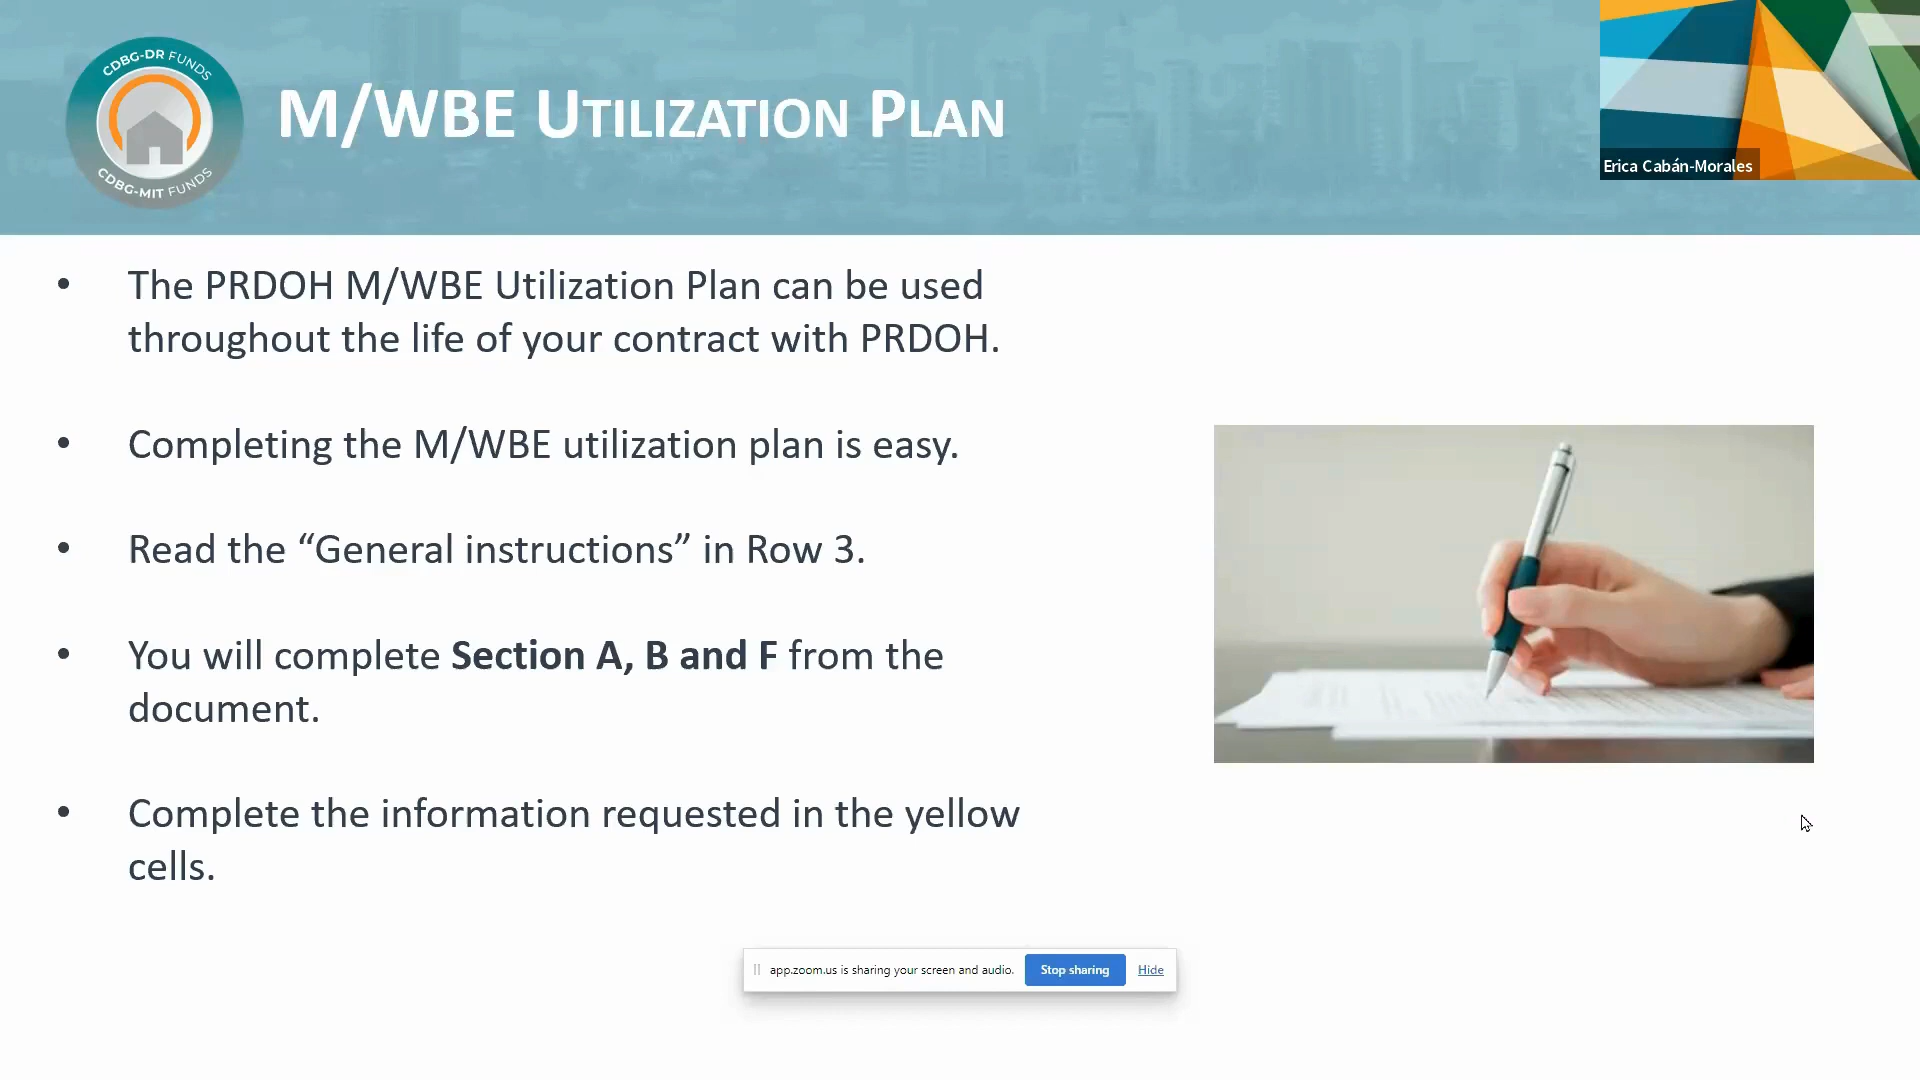 CDBG-DR FUNDS
CDBG-MIT FUNDS
M/WBE UTILIZATION PLAN
Erica Cabán-Morales
• The PRDOH M/WBE Utilization Plan can be used
throughout the life of your contract with PRDOH.
• Completing the M/WBE utilization plan is easy.
• Read the “General instructions” in Row 3.
• You will complete Section A, B and F from the
document.
• Complete the information requested in the yellow
cells.
app.zoom.us is sharing your screen and audio. Stop sharing Hide